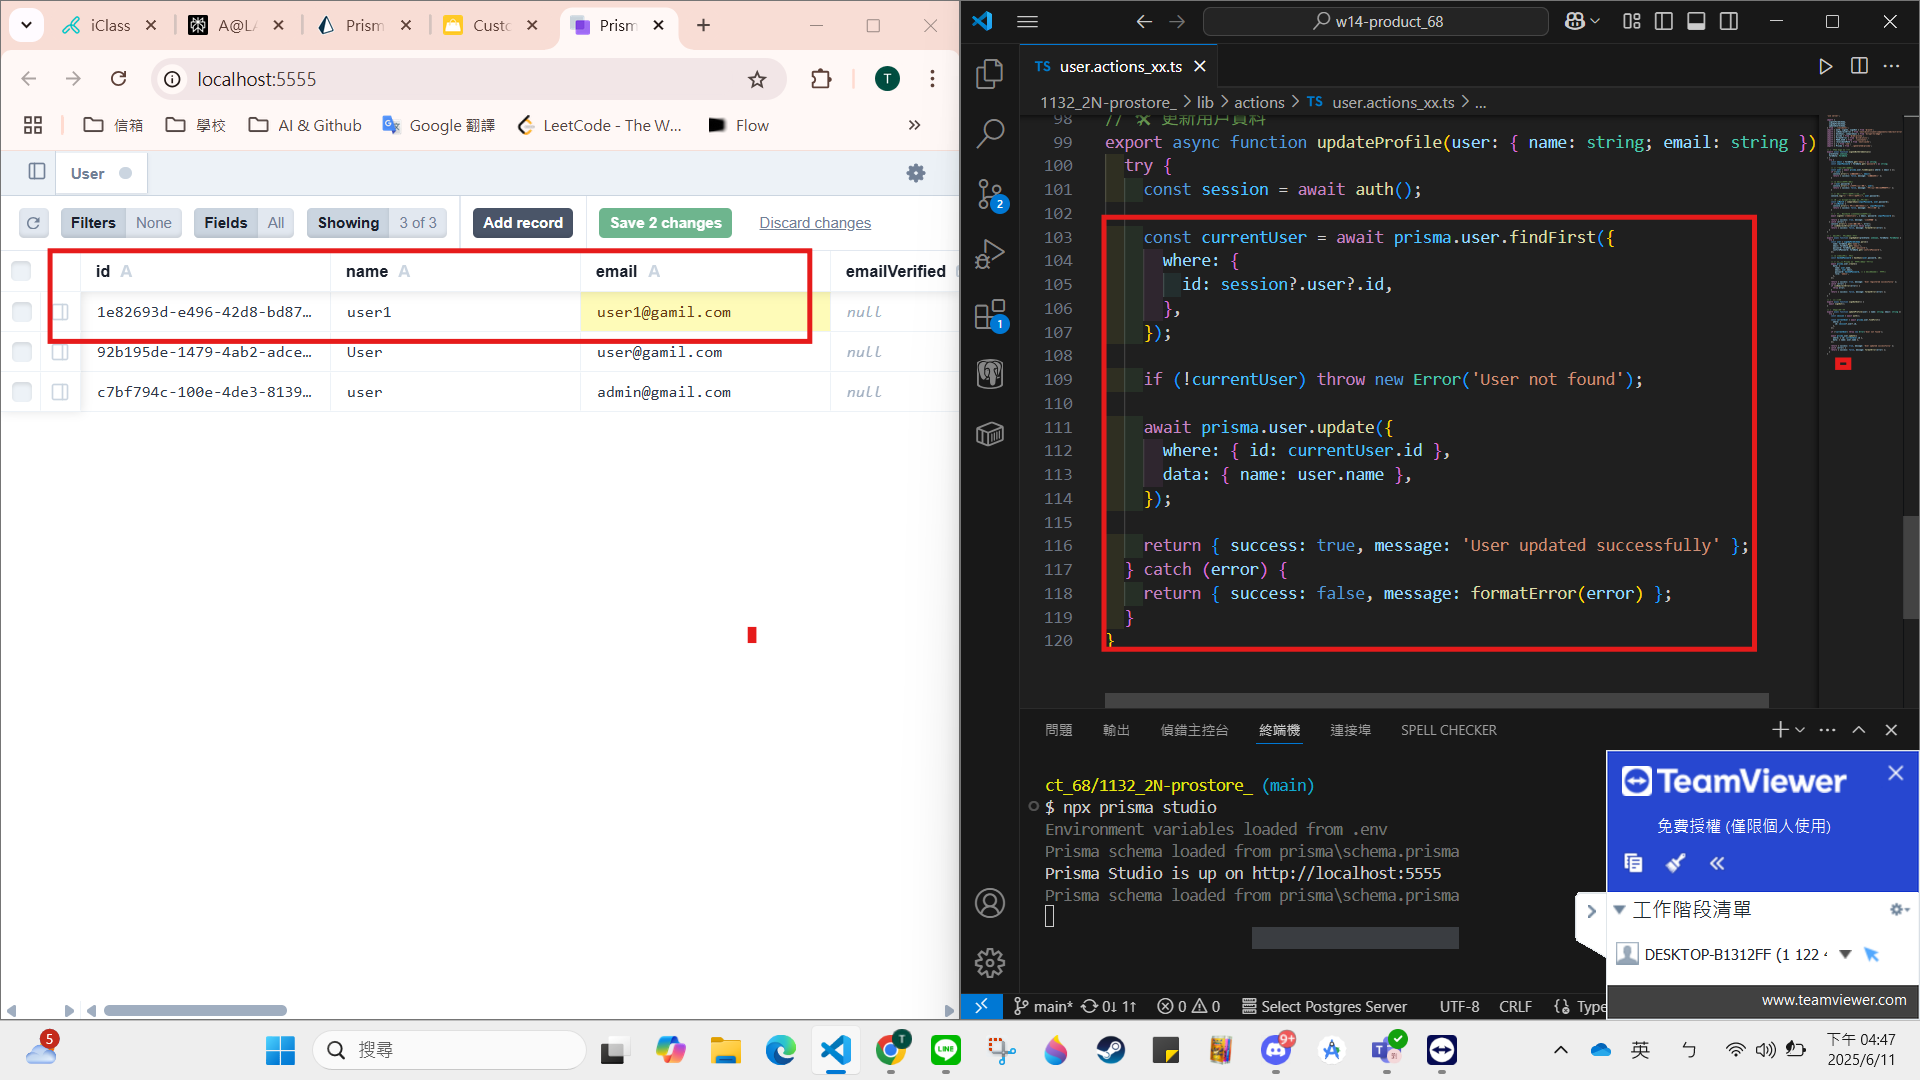 iClass
A@L
Prism
Custo
Prism
localhost:5555
T
信箱
學校
AI & Github
Google 翻譯
LeetCode - The W...
Flow
User
Filters None
Fields All
Showing 3 of 3
Add record
Save 2 changes
Discard changes
id A name A email A emailVerified
1e82693d-e496-42d8-bd87... user1 user1@gamil.com null
92b195de-1479-4ab2-adce... User user@gamil.com null
c7bf794c-100e-4de3-8139... user admin@gmail.com null
w14-product_68
TS user.actions_xx.ts
1132_2N-prostore_ > lib > actions > TS user.actions_xx.ts > ...
98 // 🛠 更新用戶資料
99 export async function updateProfile(user: { name: string; email: string })
100 try {
101 const session = await auth();
102
103 const currentUser = await prisma.user.findFirst({
104 where: {
105 id: session?.user?.id,
106 },
107 });
108
109 if (!currentUser) throw new Error('User not found');
110
111 await prisma.user.update({
112 where: { id: currentUser.id },
113 data: { name: user.name },
114 });
115
116 return { success: true, message: 'User updated successfully' };
117 } catch (error) {
118 return { success: false, message: formatError(error) };
119 }
120 }
2
1
問題 輸出 偵錯主控台 終端機 連接埠 SPELL CHECKER
ct_68/1132_2N-prostore_ (main)
$ npx prisma studio
Environment variables loaded from .env
Prisma schema loaded from prisma\schema.prisma
Prisma Studio is up on http://localhost:5555
Prisma schema loaded from prisma\schema.prisma
TeamViewer
免費授權 (僅限個人使用)
工作階段清單
DESKTOP-B1312FF (1 122
www.teamviewer.com
main* 0↓ 1↑ 0 0 Select Postgres Server UTF-8 CRLF {} Type
5
搜尋
T
LINE
9+
英
ㄅ
下午 04:47
2025/6/11